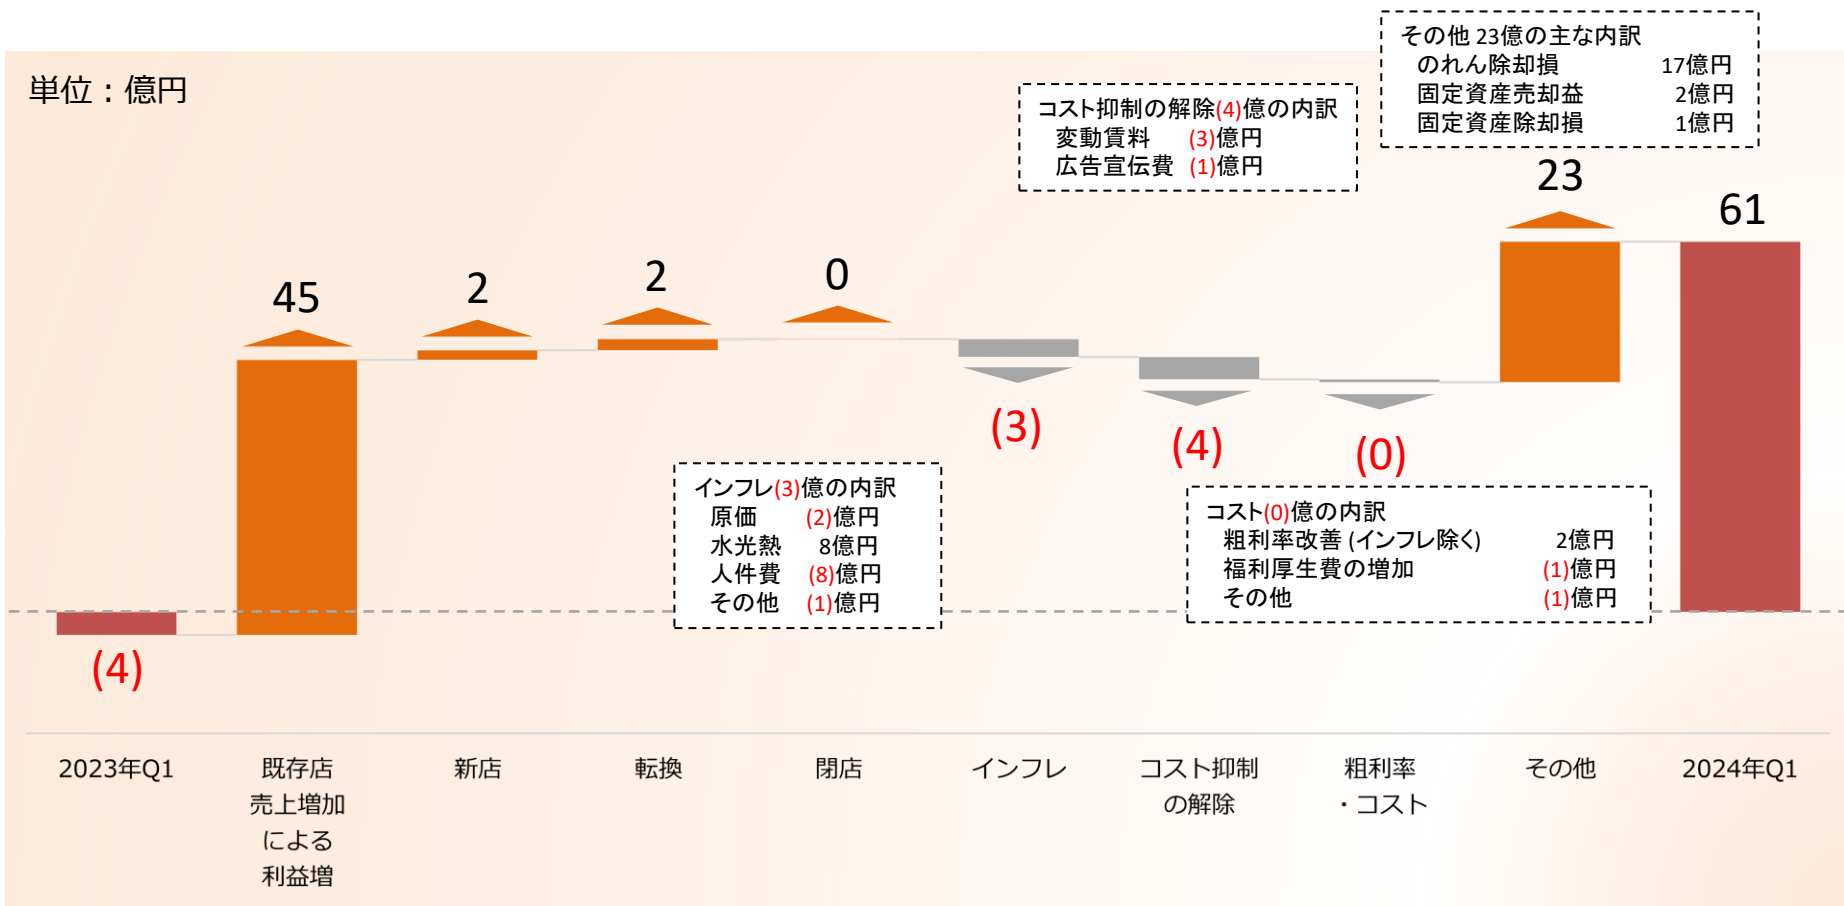 単位：億円
その他 23億の主な内訳
のれん除却損 17億円
固定資産売却益 2億円
固定資産除却損 1億円
コスト抑制の解除(4)億の内訳
変動賃料 (3)億円
広告宣伝費 (1)億円
(4)
45
2
2
0
(3)
(4)
(0)
23
61
インフレ(3)億の内訳
原価 (2)億円
水光熱 8億円
人件費 (8)億円
その他 (1)億円
コスト(0)億の内訳
粗利率改善 (インフレ除く) 2億円
福利厚生費の増加 (1)億円
その他 (1)億円
2023年Q1
既存店
売上増加
による
利益増
新店
転換
閉店
インフレ
コスト抑制
の解除
粗利率
・コスト
その他
2024年Q1